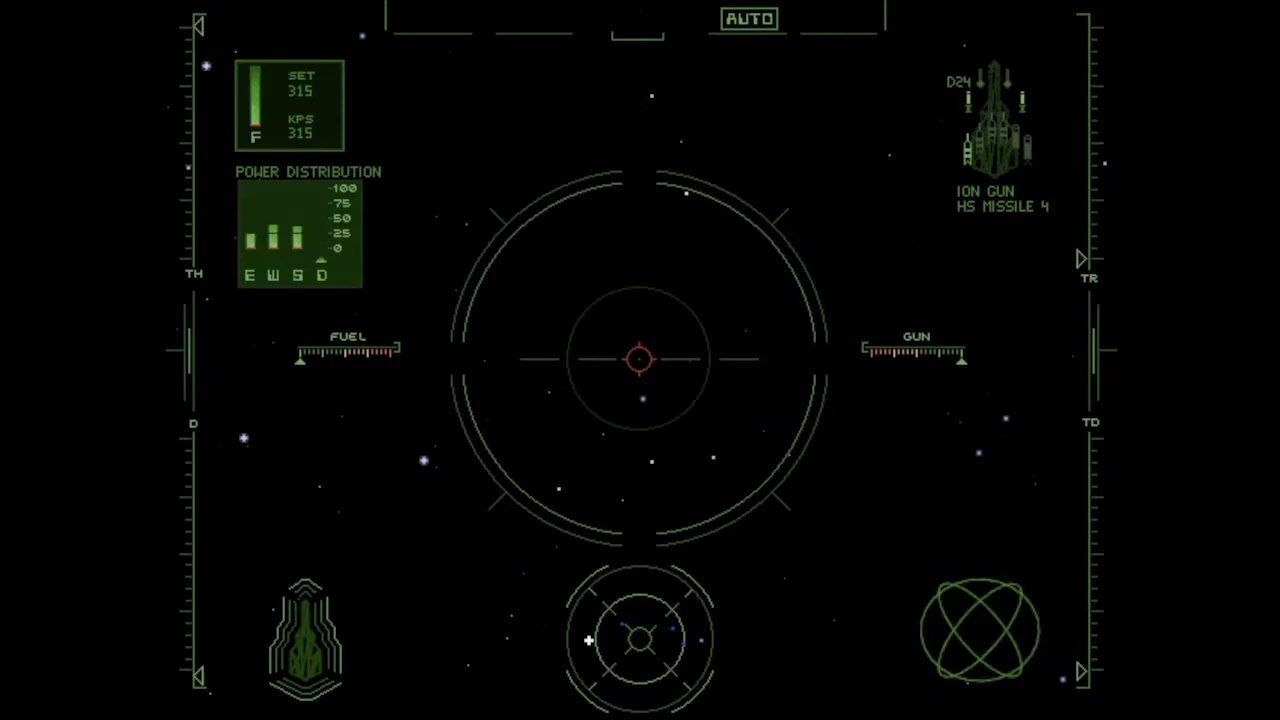 AUTO
SET
315
KPS
315
F
POWER DISTRIBUTION
100
75
50
25
0
E W S D
D24
ION GUN
HS MISSILE 4
TH
TR
FUEL
GUN
D
TD